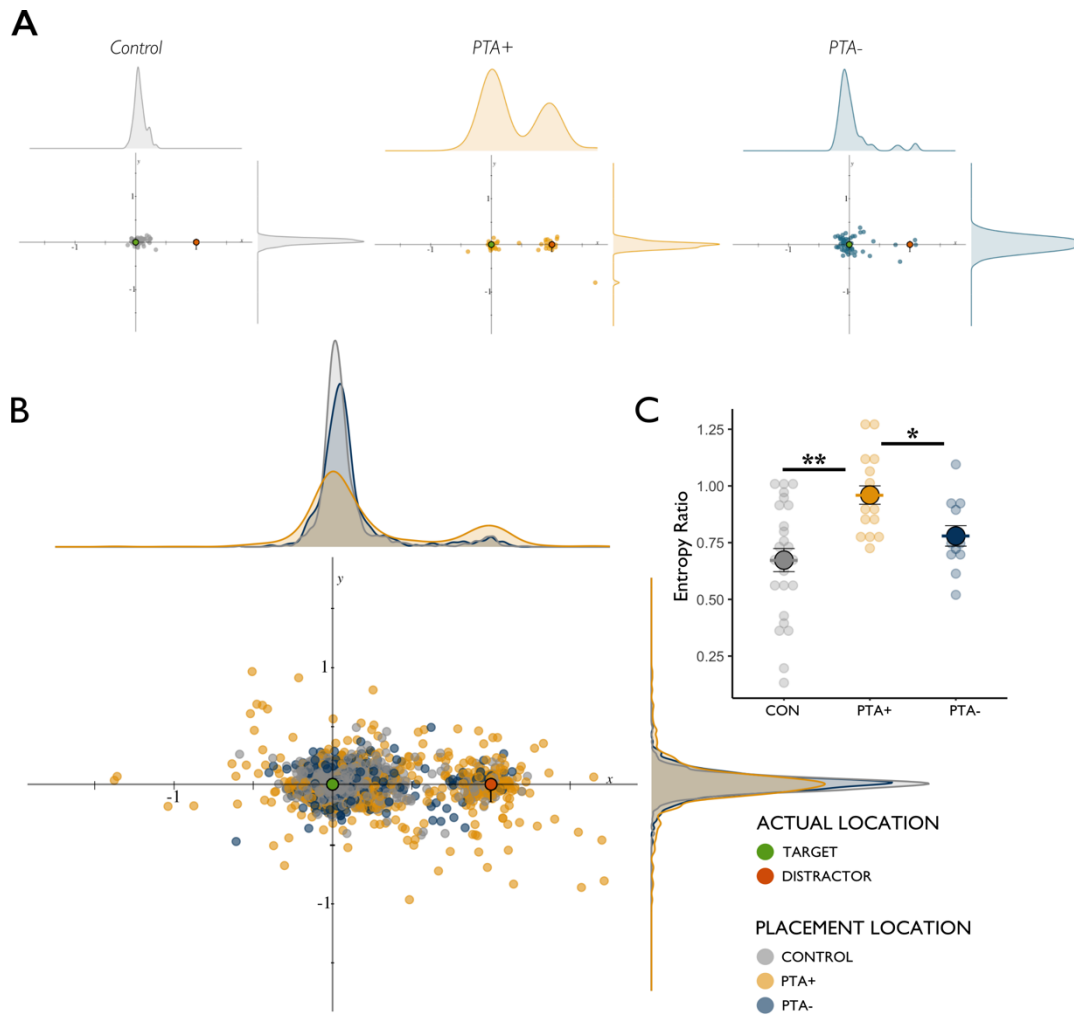 A
Control
PTA+
PTA-
y
y
y
1
1
1
-1
x
-1
x
-1
x
-1
-1
-1
B
C
Entropy Ratio
1.25
1.00
0.75
0.50
0.25
**
*
CON
PTA+
PTA-
y
1
-1
x
-1
ACTUAL LOCATION
TARGET
DISTRACTOR
PLACEMENT LOCATION
CONTROL
PTA+
PTA-